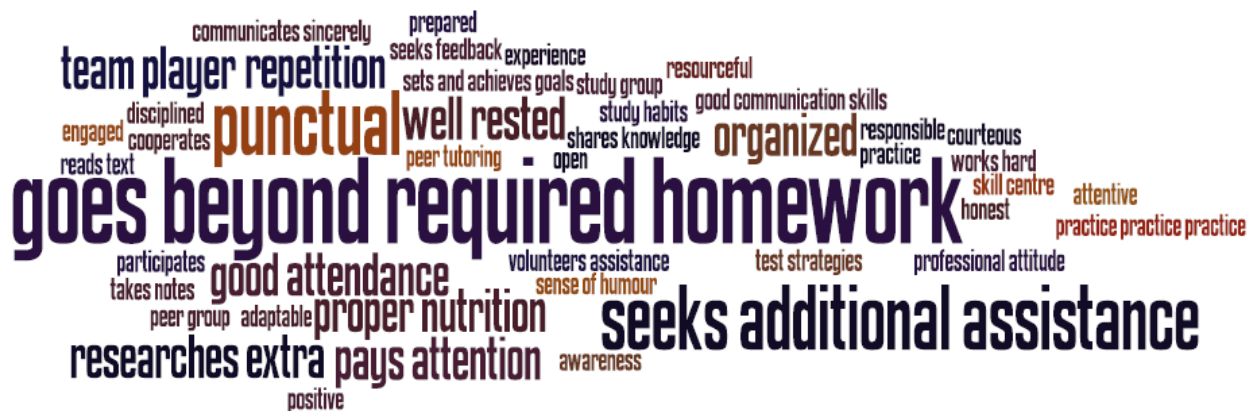 communicates sincerely
prepared
team player
repetition
seeks feedback
experience
sets and achieves goals
study group
resourceful
disciplined
engaged
cooperates
punctual
well rested
study habits
good communication skills
shares knowledge
organized
responsible
courteous
reads text
peer tutoring
open
practice
works hard
goes beyond required homework
skill centre
attentive
honest
practice practice practice
participates
good attendance
volunteers assistance
test strategies
professional attitude
takes notes
sense of humour
peer group
adaptable
proper nutrition
seeks additional assistance
researches extra
pays attention
awareness
positive